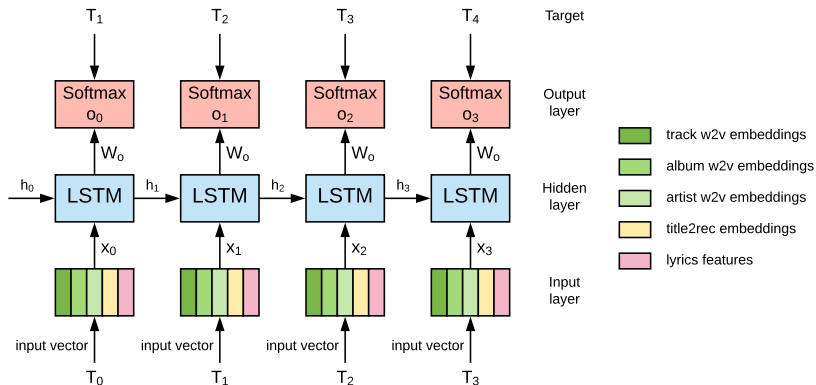 T1 T2 T3 T4 Target
Softmax Softmax Softmax Softmax Output
o0 o1 o2 o3 layer
Wo Wo Wo Wo
h0 LSTM h1 LSTM h2 LSTM h3 LSTM Hidden
layer
x0 x1 x2 x3
Input
layer
input vector input vector input vector input vector
T0 T1 T2 T3
track w2v embeddings
album w2v embeddings
artist w2v embeddings
title2rec embeddings
lyrics features